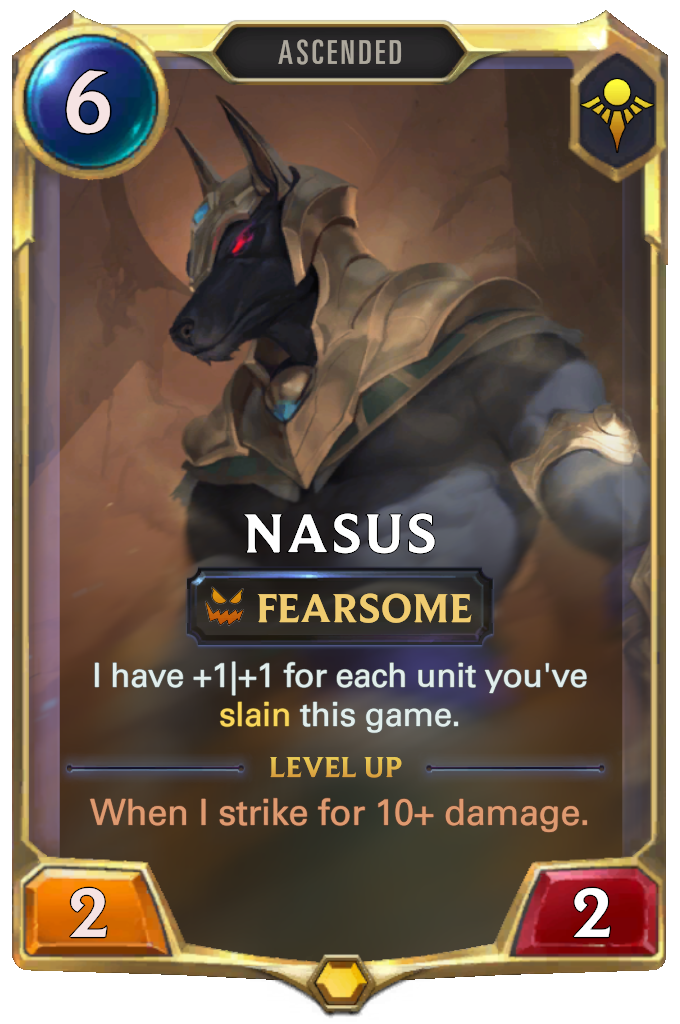 ASCENDED
6
NASUS
FEARSOME
I have +1|+1 for each unit you've
slain this game.
LEVEL UP
When I strike for 10+ damage.
2
2